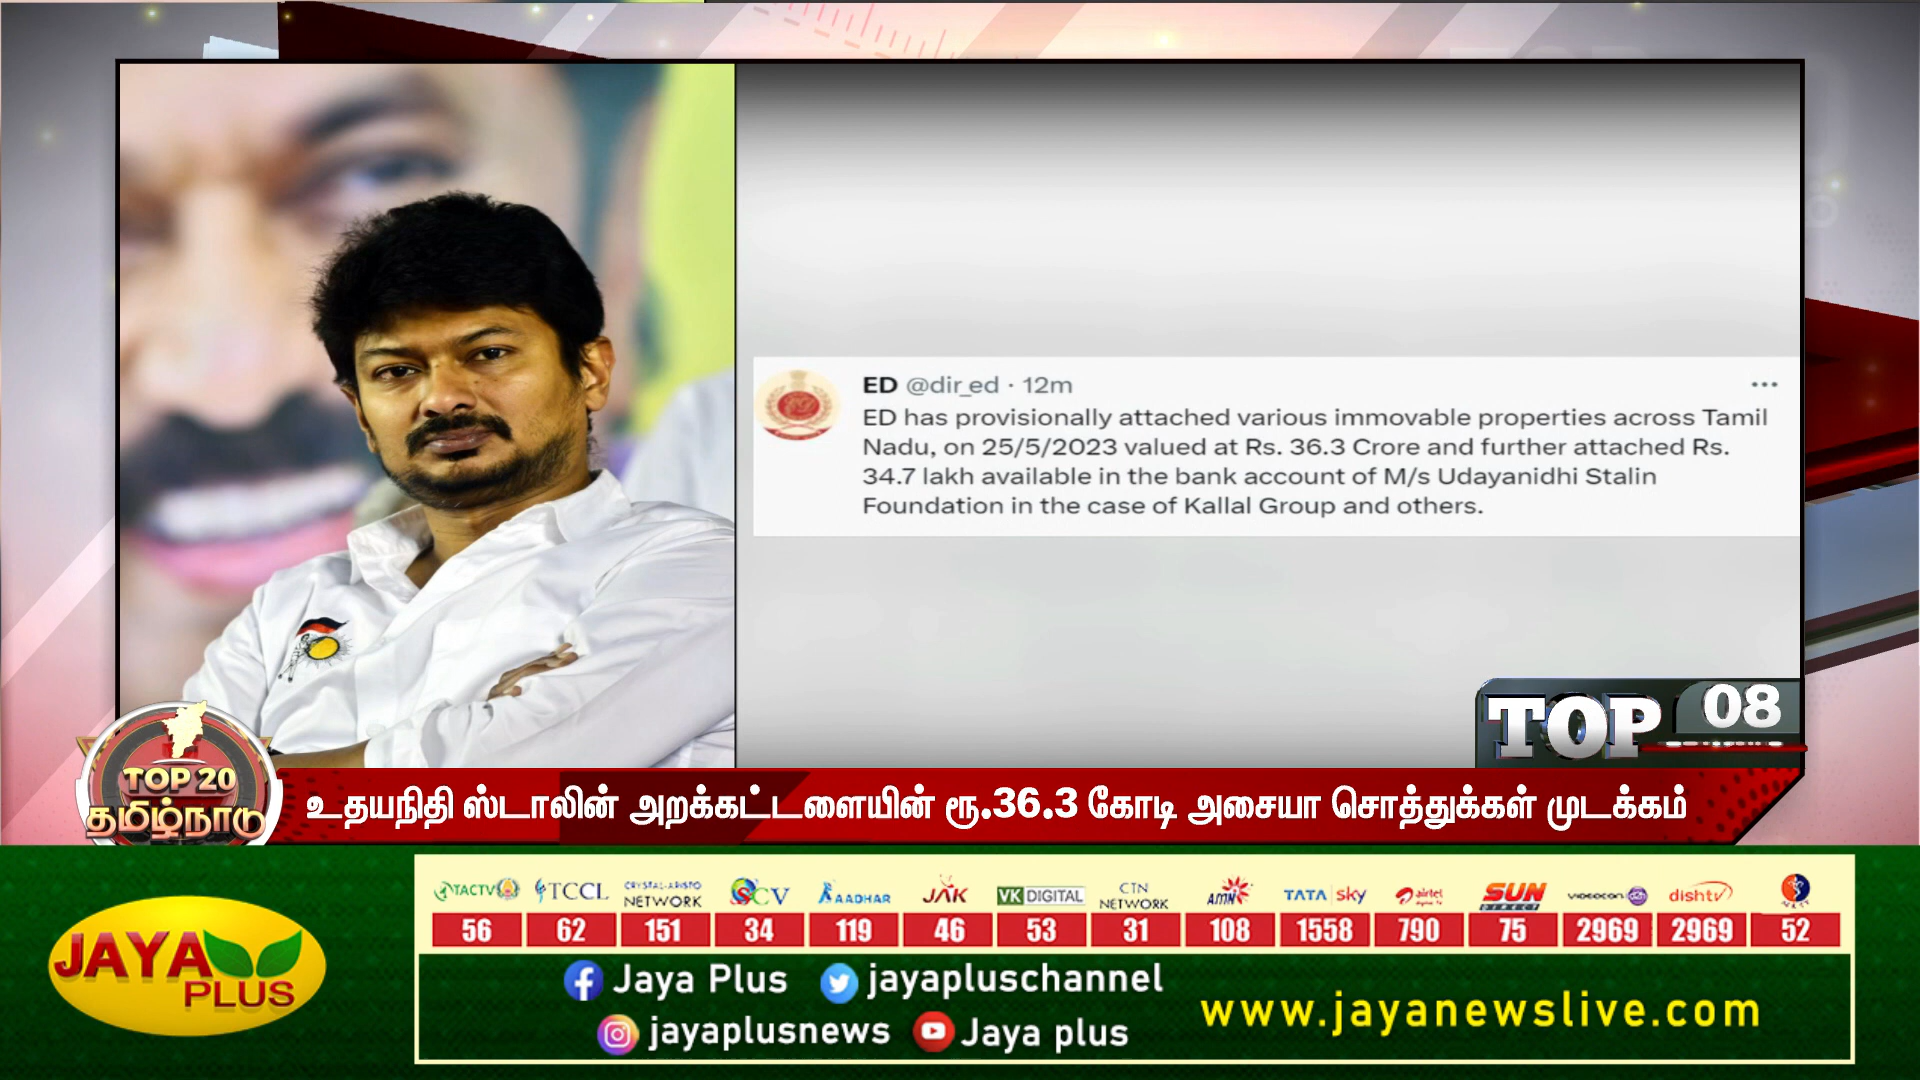 ED @dir_ed · 12m
ED has provisionally attached various immovable properties across Tamil
Nadu, on 25/5/2023 valued at Rs. 36.3 Crore and further attached Rs.
34.7 lakh available in the bank account of M/s Udayanidhi Stalin
Foundation in the case of Kallal Group and others.
TOP 08
TOP 20
தமிழ்நாடு
உதயநிதி ஸ்டாலின் அறக்கட்டளையின் ரூ.36.3 கோடி அசையா சொத்துக்கள் முடக்கம்
JAYA
PLUS
TACTV TCCL CRYSTAL-ARISTO NETWORK SCV AADHAR JAK VK DIGITAL CTN NETWORK AMN TATA sky airtel SUN DIRECT VIDEOCON dishtv
56 62 151 34 119 46 53 31 108 1558 790 75 2969 2969 52
Jaya Plus jayapluschannel
jayaplusnews Jaya plus
www.jayanewslive.com